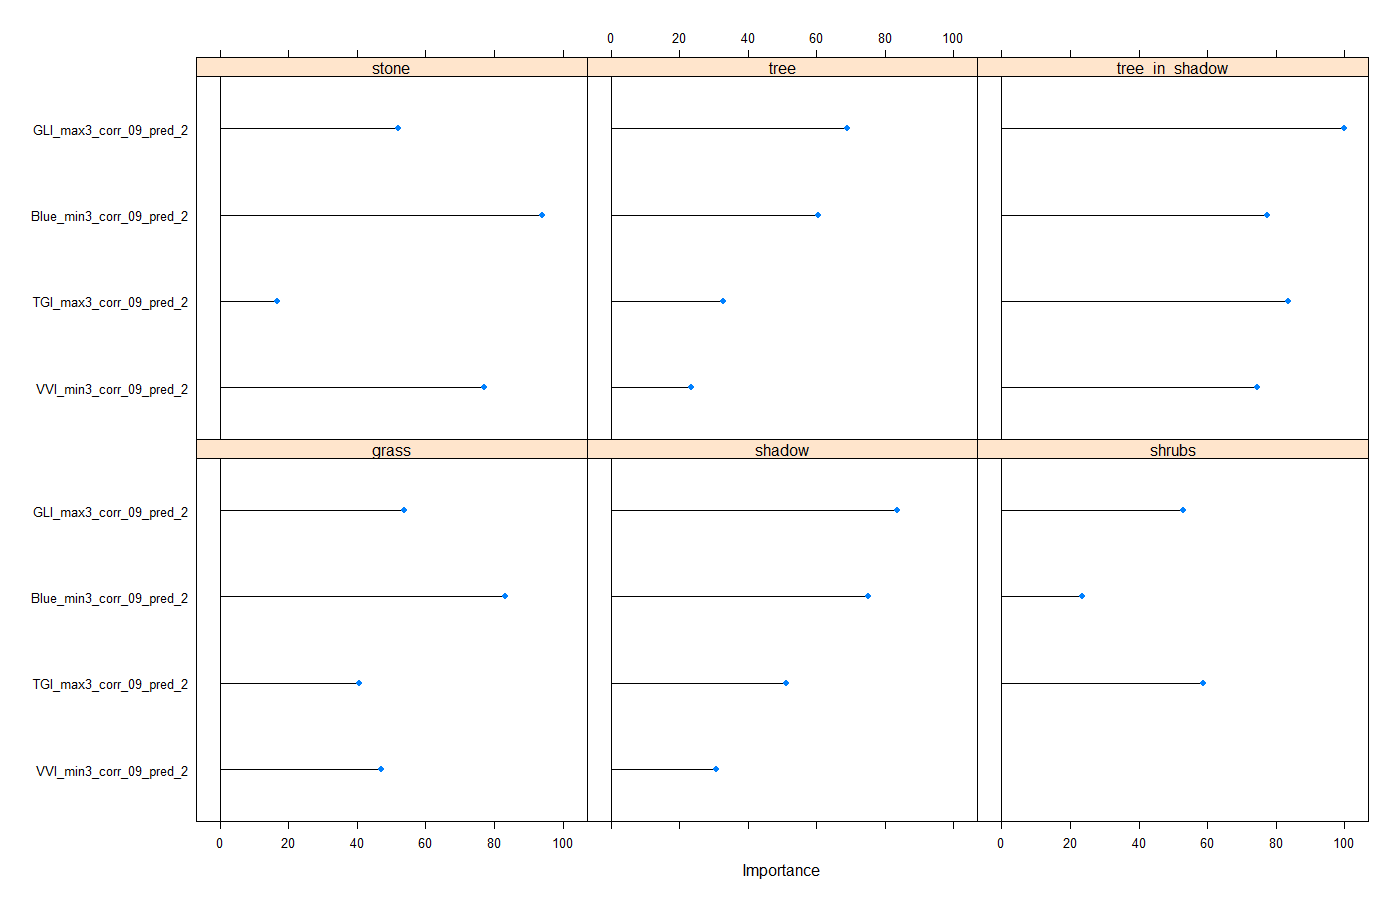 0 20 40 60 80 100
stone tree tree_in_shadow
GLI_max3_corr_09_pred_2
Blue_min3_corr_09_pred_2
TGI_max3_corr_09_pred_2
VVI_min3_corr_09_pred_2
grass shadow shrubs
GLI_max3_corr_09_pred_2
Blue_min3_corr_09_pred_2
TGI_max3_corr_09_pred_2
VVI_min3_corr_09_pred_2
0 20 40 60 80 100 0 20 40 60 80 100
Importance